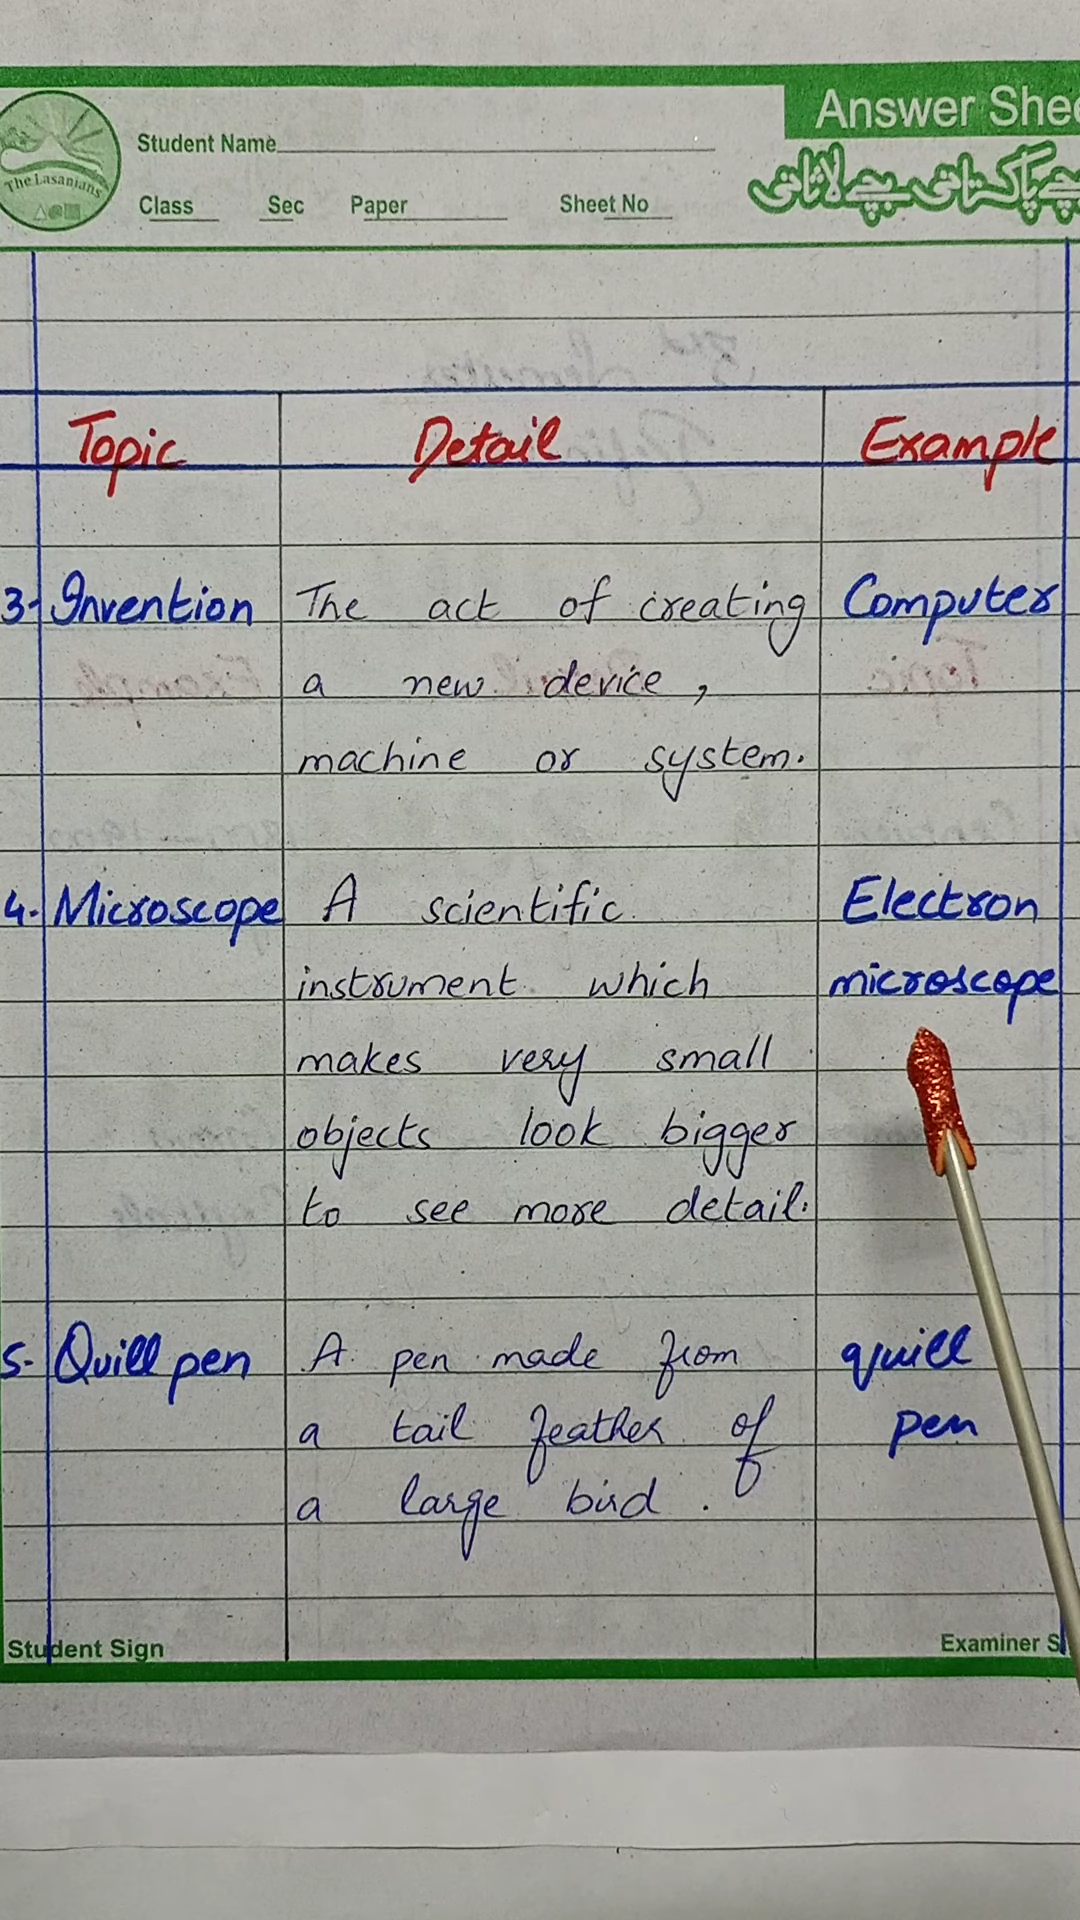 Answer Shee
The Lasanians
Student Name
Class Sec Paper Sheet No
Topic Detail Example
3- Invention The act of creating Computer
a new device,
machine or system.
4. Microscope A scientific Electron
instrument which microscope
makes very small
objects look bigger
to see more detail.
5- Quill pen A pen made from quill
a tail feather of pen
a large bird.
Student Sign Examiner S